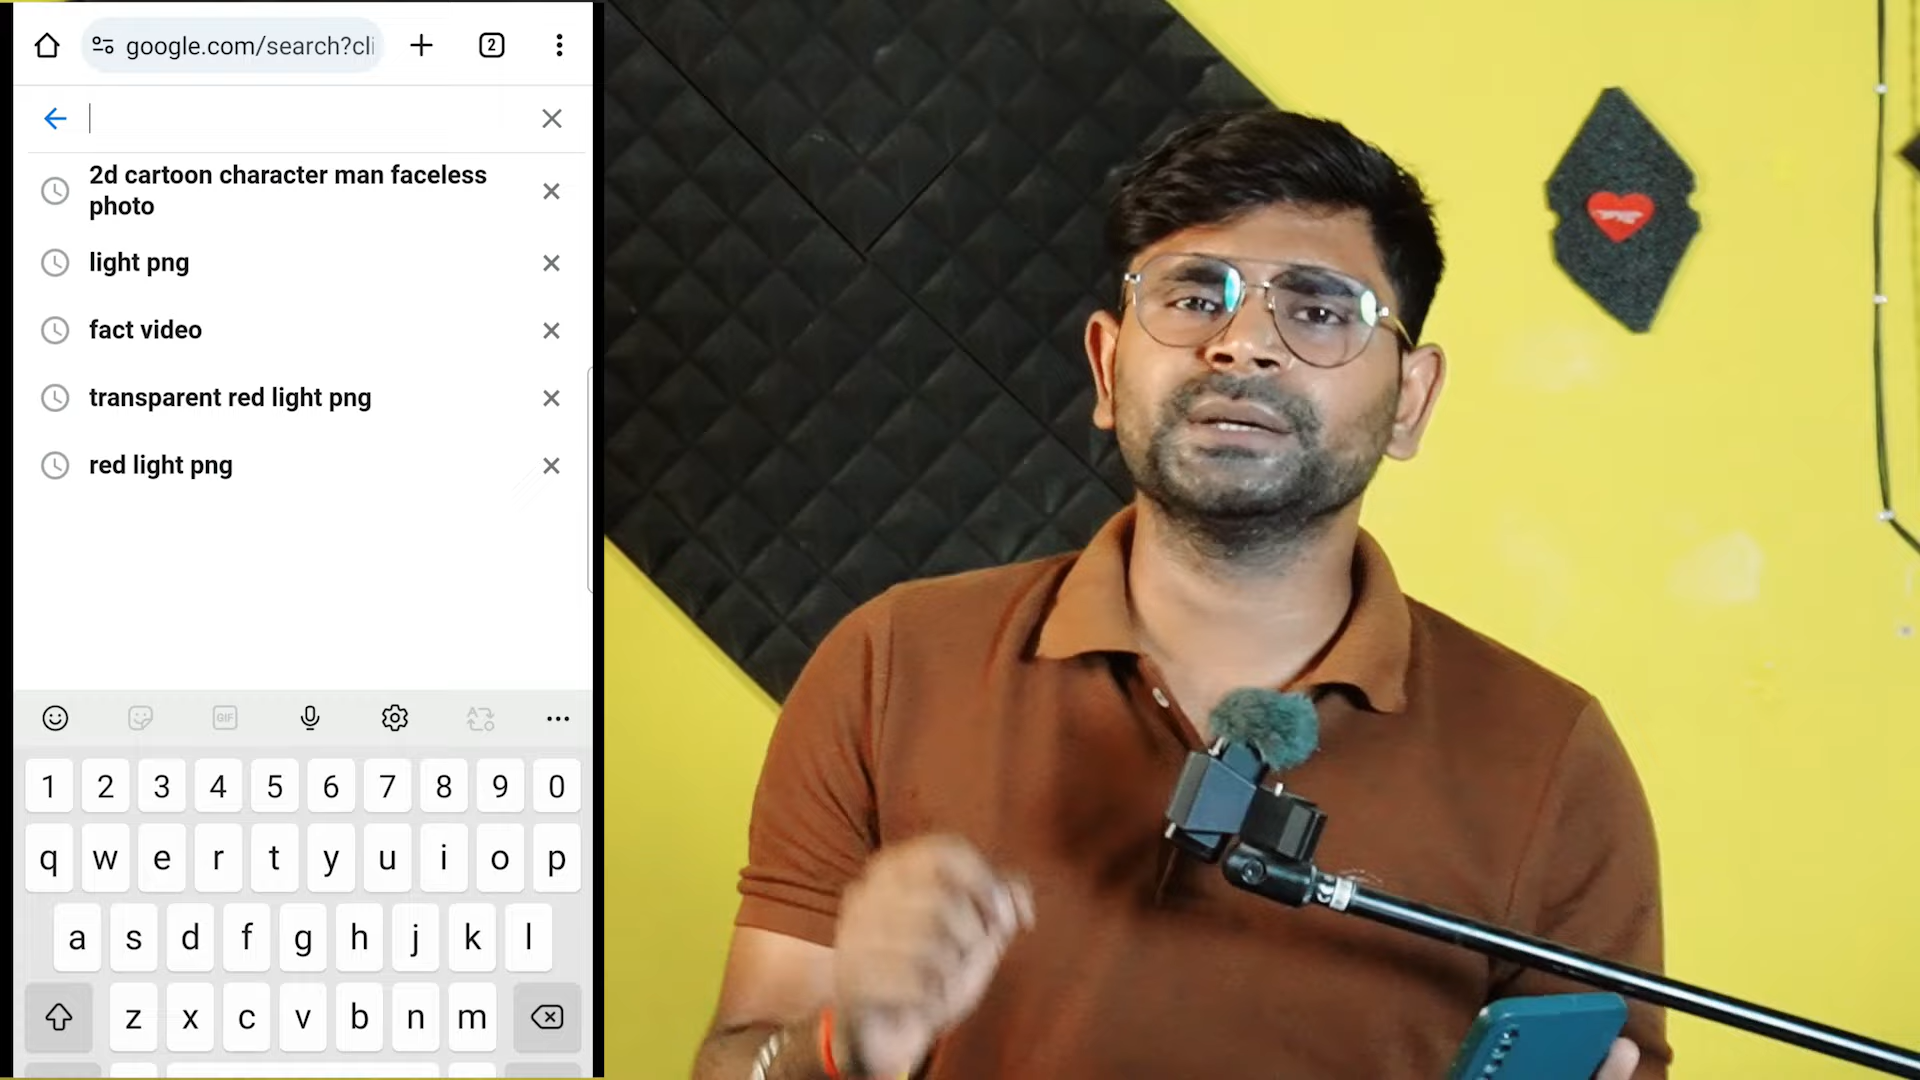 google.com/search?cli
2
2d cartoon character man faceless
photo
light png
fact video
transparent red light png
red light png
GIF
1 2 3 4 5 6 7 8 9 0
q w e r t y u i o p
a s d f g h j k l
z x c v b n m